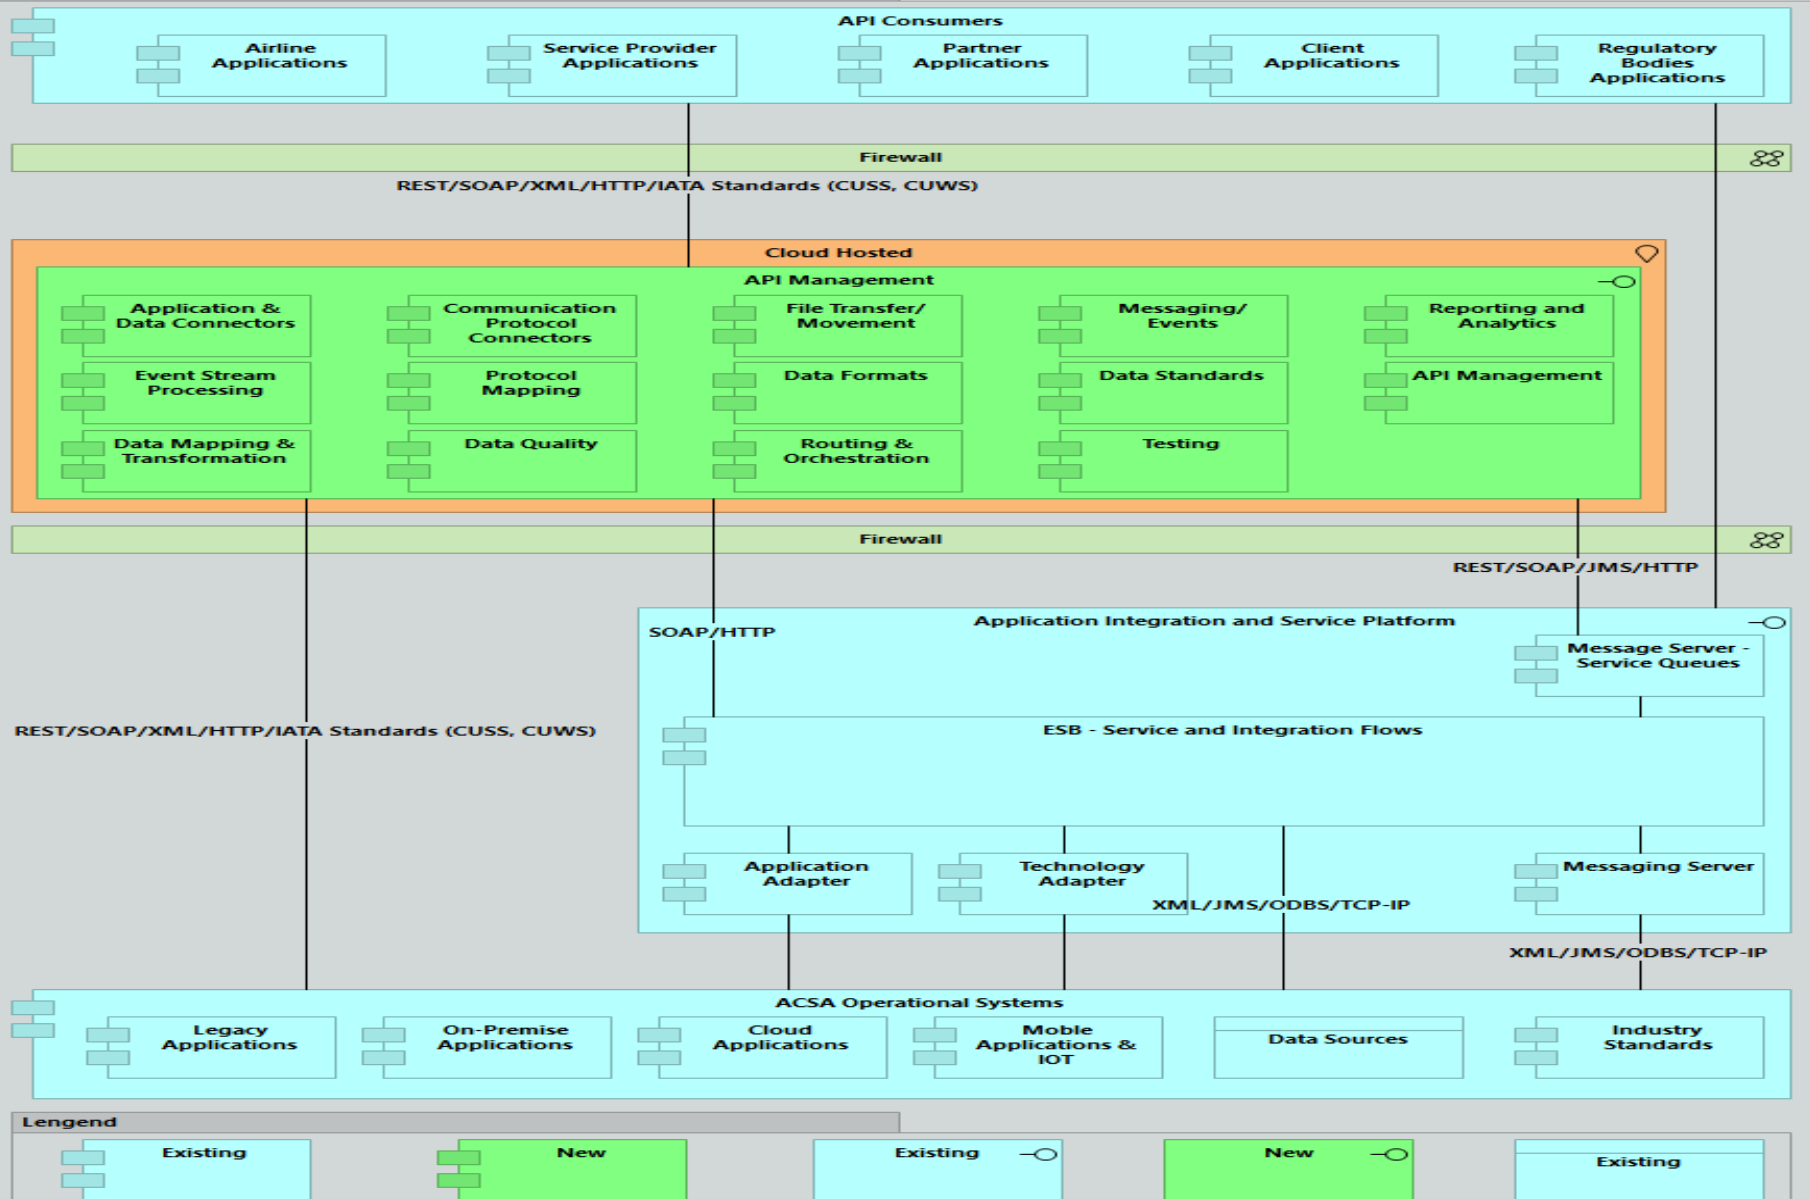 API Consumers
Airline
Applications
Service Provider
Applications
Partner
Applications
Client
Applications
Regulatory
Bodies
Applications
Firewall
REST/SOAP/XML/HTTP/IATA Standards (CUSS, CUWS)
Cloud Hosted
API Management
Application &
Data Connectors
Communication
Protocol
Connectors
File Transfer/
Movement
Messaging/
Events
Reporting and
Analytics
Event Stream
Processing
Protocol
Mapping
Data Formats
Data Standards
API Management
Data Mapping &
Transformation
Data Quality
Routing &
Orchestration
Testing
Firewall
REST/SOAP/JMS/HTTP
Application Integration and Service Platform
SOAP/HTTP
Message Server -
Service Queues
REST/SOAP/XML/HTTP/IATA Standards (CUSS, CUWS)
ESB - Service and Integration Flows
Application
Adapter
Technology
Adapter
Messaging Server
XML/JMS/ODBS/TCP-IP
XML/JMS/ODBS/TCP-IP
ACSA Operational Systems
Legacy
Applications
On-Premise
Applications
Cloud
Applications
Moble
Applications &
IOT
Data Sources
Industry
Standards
Lengend
Existing
New
Existing
New
Existing